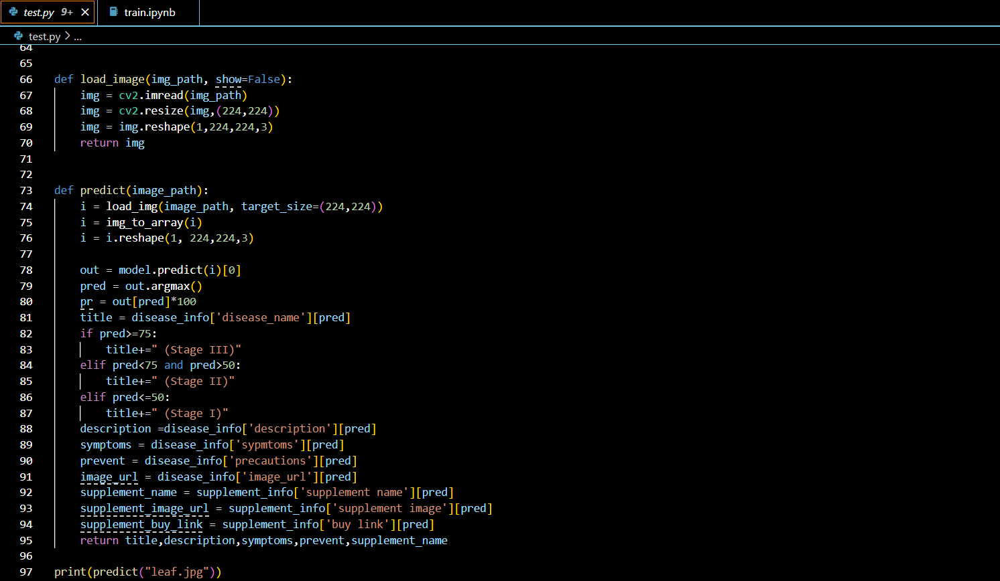 test.py 9+ train.ipynb
test.py > ...
64
65
66 def load_image(img_path, show=False):
67     img = cv2.imread(img_path)
68     img = cv2.resize(img,(224,224))
69     img = img.reshape(1,224,224,3)
70     return img
71
72
73 def predict(image_path):
74     i = load_img(image_path, target_size=(224,224))
75     i = img_to_array(i)
76     i = i.reshape(1, 224,224,3)
77
78     out = model.predict(i)[0]
79     pred = out.argmax()
80     pr = out[pred]*100
81     title = disease_info['disease_name'][pred]
82     if pred>=75:
83         title+=" (Stage III)"
84     elif pred<75 and pred>50:
85         title+=" (Stage II)"
86     elif pred<=50:
87         title+=" (Stage I)"
88     description =disease_info['description'][pred]
89     symptoms = disease_info['sypmtoms'][pred]
90     prevent = disease_info['precautions'][pred]
91     image_url = disease_info['image_url'][pred]
92     supplement_name = supplement_info['supplement name'][pred]
93     supplement_image_url = supplement_info['supplement image'][pred]
94     supplement_buy_link = supplement_info['buy link'][pred]
95     return title,description,symptoms,prevent,supplement_name
96
97 print(predict("leaf.jpg"))